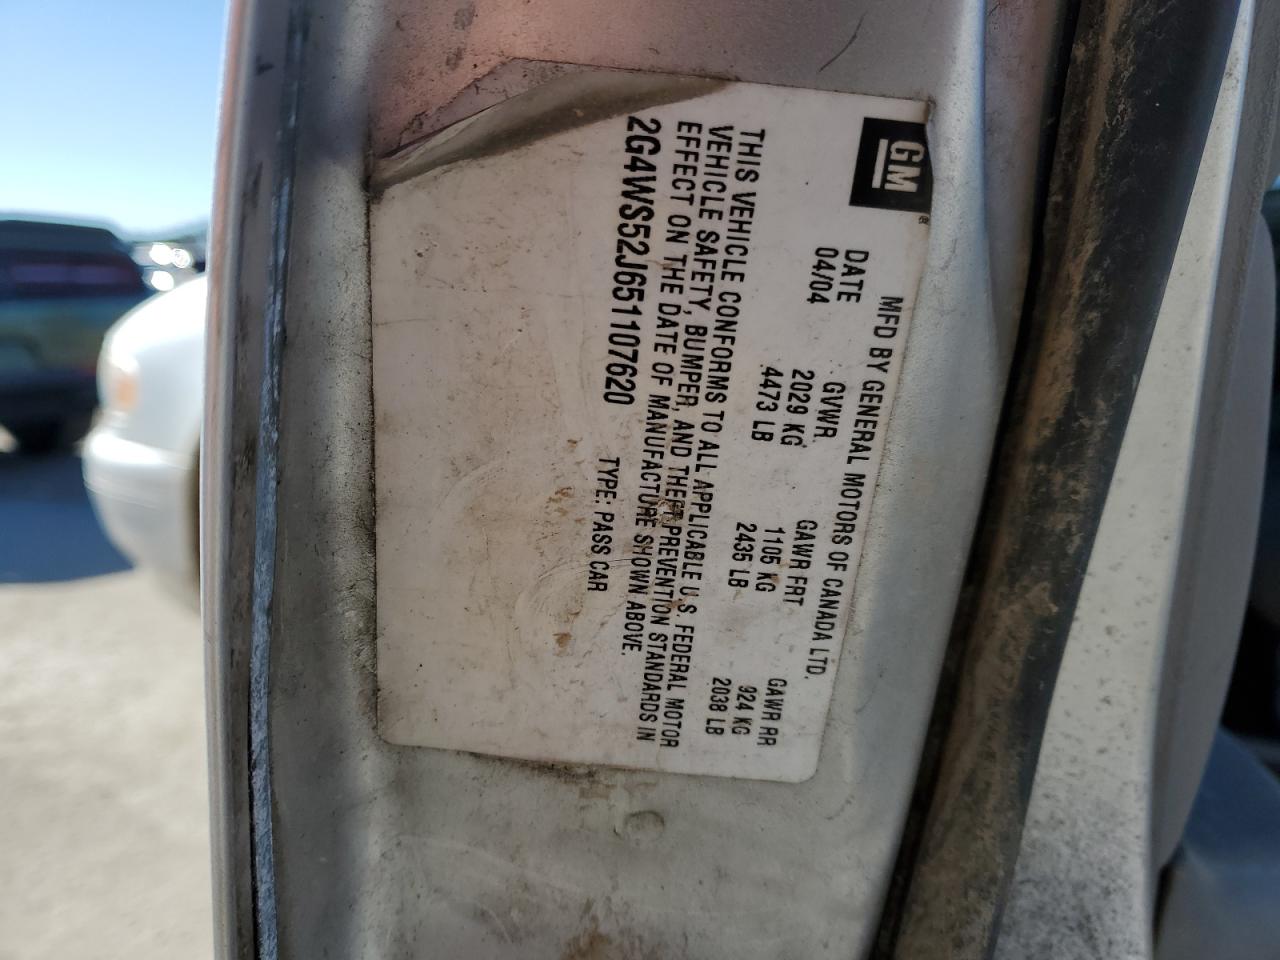 GM
MFD BY GENERAL MOTORS OF CANADA LTD.
DATE GVWR GAWR FRT GAWR RR
04/04 2029 KG 1105 KG 924 KG
4473 LB 2435 LB 2038 LB
THIS VEHICLE CONFORMS TO ALL APPLICABLE U.S. FEDERAL MOTOR
VEHICLE SAFETY, BUMPER, AND THEFT PREVENTION STANDARDS IN
EFFECT ON THE DATE OF MANUFACTURE SHOWN ABOVE.
2G4WS52J651107620 TYPE: PASS CAR